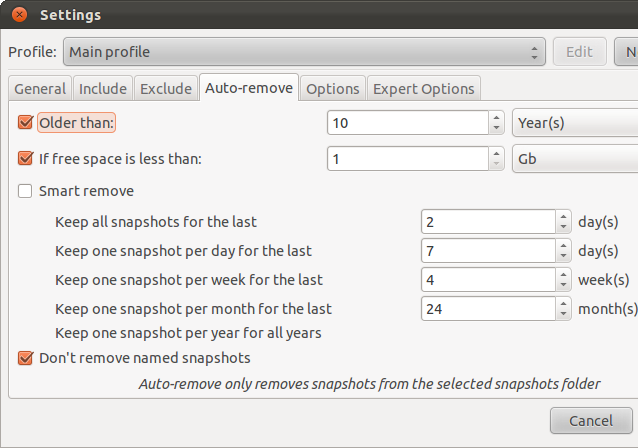 Settings
Profile: Main profile Edit N
General Include Exclude Auto-remove Options Expert Options
Older than: 10 Year(s)
If free space is less than: 1 Gb
Smart remove
Keep all snapshots for the last 2 day(s)
Keep one snapshot per day for the last 7 day(s)
Keep one snapshot per week for the last 4 week(s)
Keep one snapshot per month for the last 24 month(s)
Keep one snapshot per year for all years
Don't remove named snapshots
Auto-remove only removes snapshots from the selected snapshots folder
Cancel